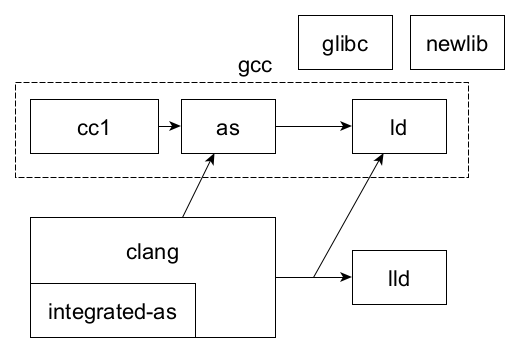 glibc
newlib
gcc
cc1
as
ld
clang
lld
integrated-as